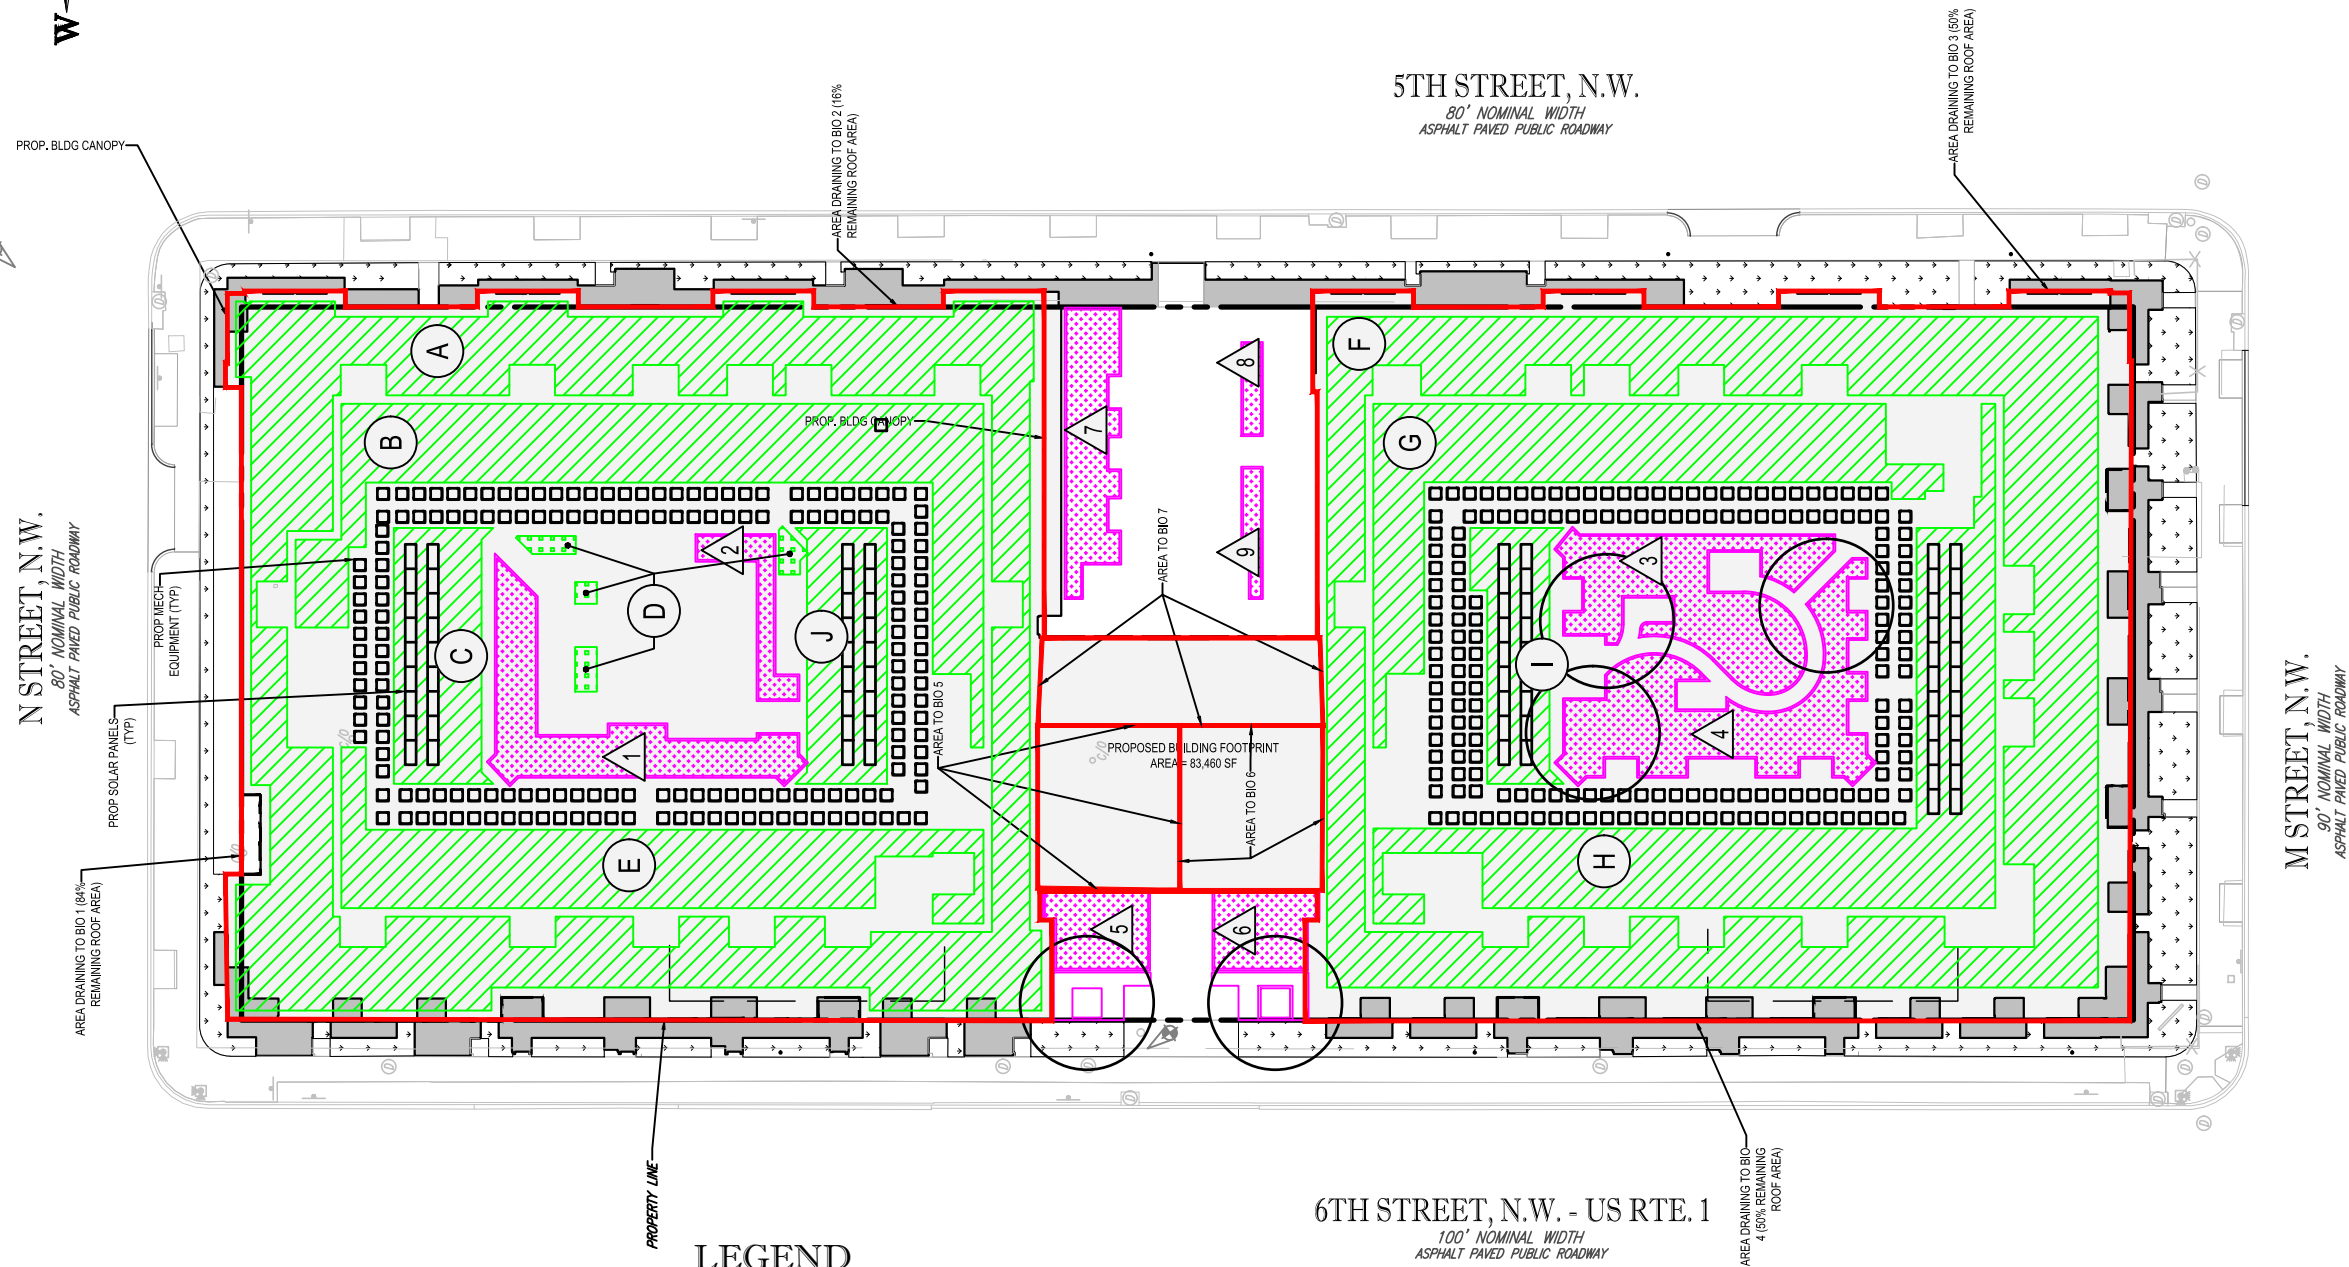 W
5TH STREET, N.W.
80' NOMINAL WIDTH
ASPHALT PAVED PUBLIC ROADWAY
PROP. BLDG CANOPY
AREA DRAINING TO BIO 2 (16%
REMAINING ROOF AREA)
AREA DRAINING TO BIO 3 (50%
REMAINING ROOF AREA)
N STREET, N.W.
80' NOMINAL WIDTH
ASPHALT PAVED PUBLIC ROADWAY
PROP MECH.
EQUIPMENT (TYP)
PROP SOLAR PANELS
(TYP)
AREA DRAINING TO BIO 1 (84%
REMAINING ROOF AREA)
A
B
C
D
J
E
1
2
PROP. BLDG CANOPY
7
8
9
AREA TO BIO 7
AREA TO BIO 5
PROPOSED BUILDING FOOTPRINT
AREA = 83,460 SF
AREA TO BIO 6
5
6
F
G
I
H
3
4
M STREET, N.W.
90' NOMINAL WIDTH
ASPHALT PAVED PUBLIC ROADWAY
PROPERTY LINE
6TH STREET, N.W. - US RTE. 1
100' NOMINAL WIDTH
ASPHALT PAVED PUBLIC ROADWAY
AREA DRAINING TO BIO
4 (50% REMAINING
ROOF AREA)
LEGEND